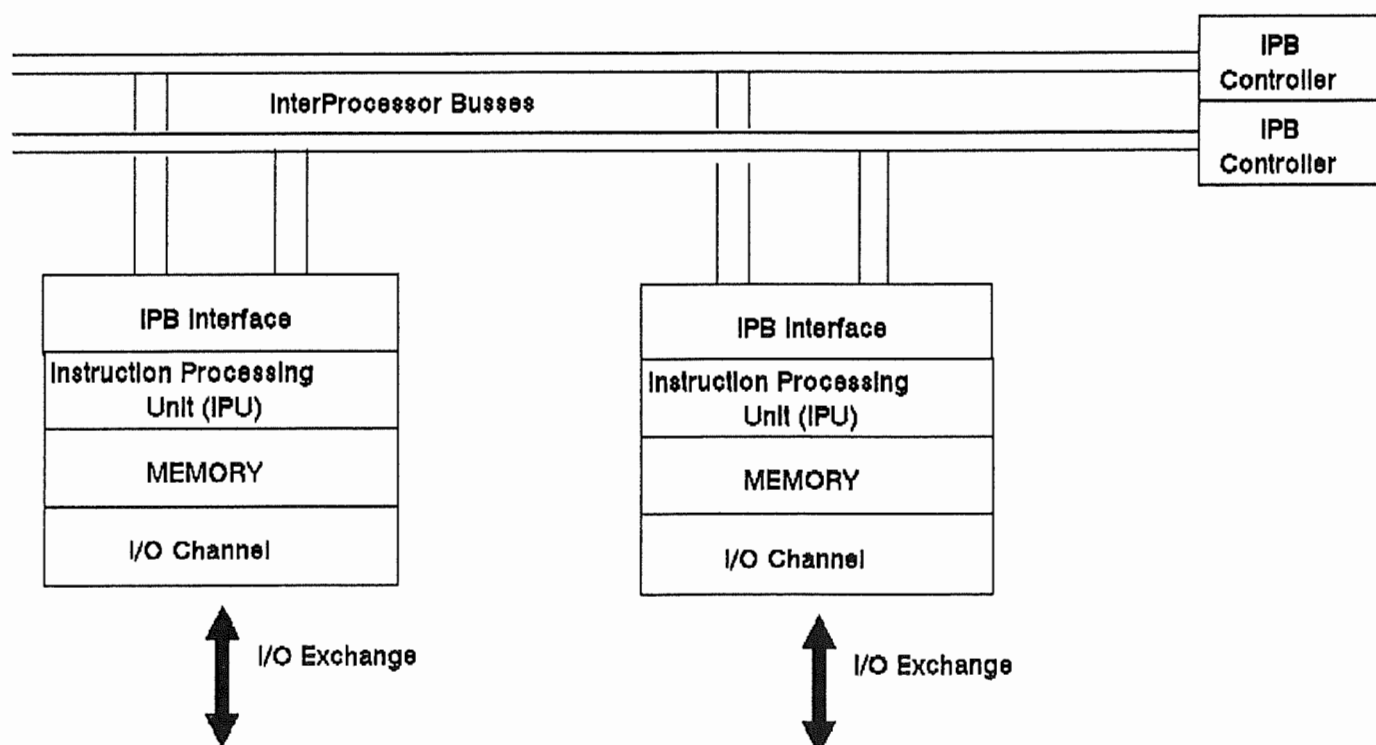 IPB
Controller
InterProcessor Busses
IPB
Controller
IPB Interface
Instruction Processing
Unit (IPU)
MEMORY
I/O Channel
I/O Exchange
IPB Interface
Instruction Processing
Unit (IPU)
MEMORY
I/O Channel
I/O Exchange